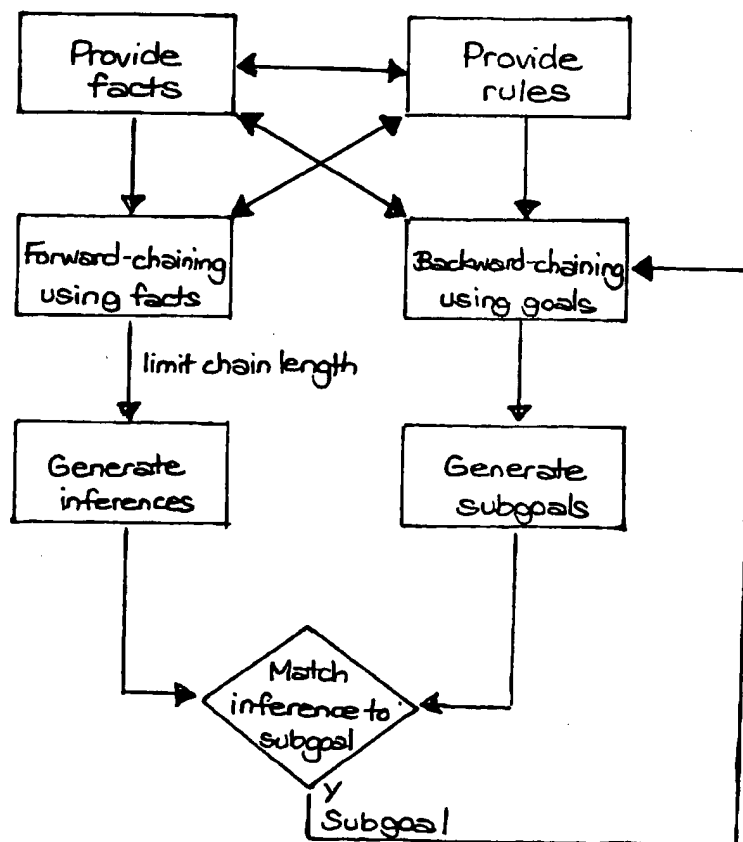 Provide
facts
Provide
rules
Forward-chaining
using facts
Backward-chaining
using goals
limit chain length
Generate
inferences
Generate
subgoals
Match
inference to
subgoal
Y
Subgoal